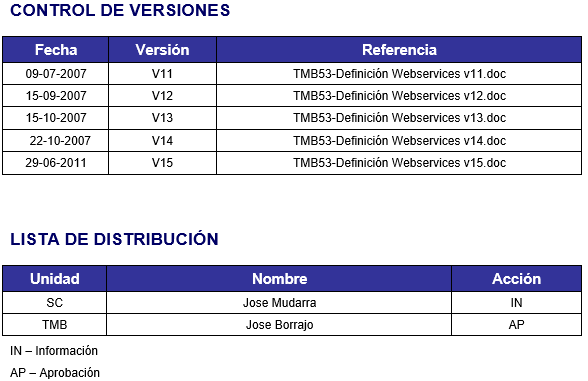 CONTROL DE VERSIONES
Fecha Versión Referencia
09-07-2007 V11 TMB53-Definición Webservices v11.doc
15-09-2007 V12 TMB53-Definición Webservices v12.doc
15-10-2007 V13 TMB53-Definición Webservices v13.doc
22-10-2007 V14 TMB53-Definición Webservices v14.doc
29-06-2011 V15 TMB53-Definición Webservices v15.doc
LISTA DE DISTRIBUCIÓN
Unidad Nombre Acción
SC Jose Mudarra IN
TMB Jose Borrajo AP
IN – Información
AP – Aprobación